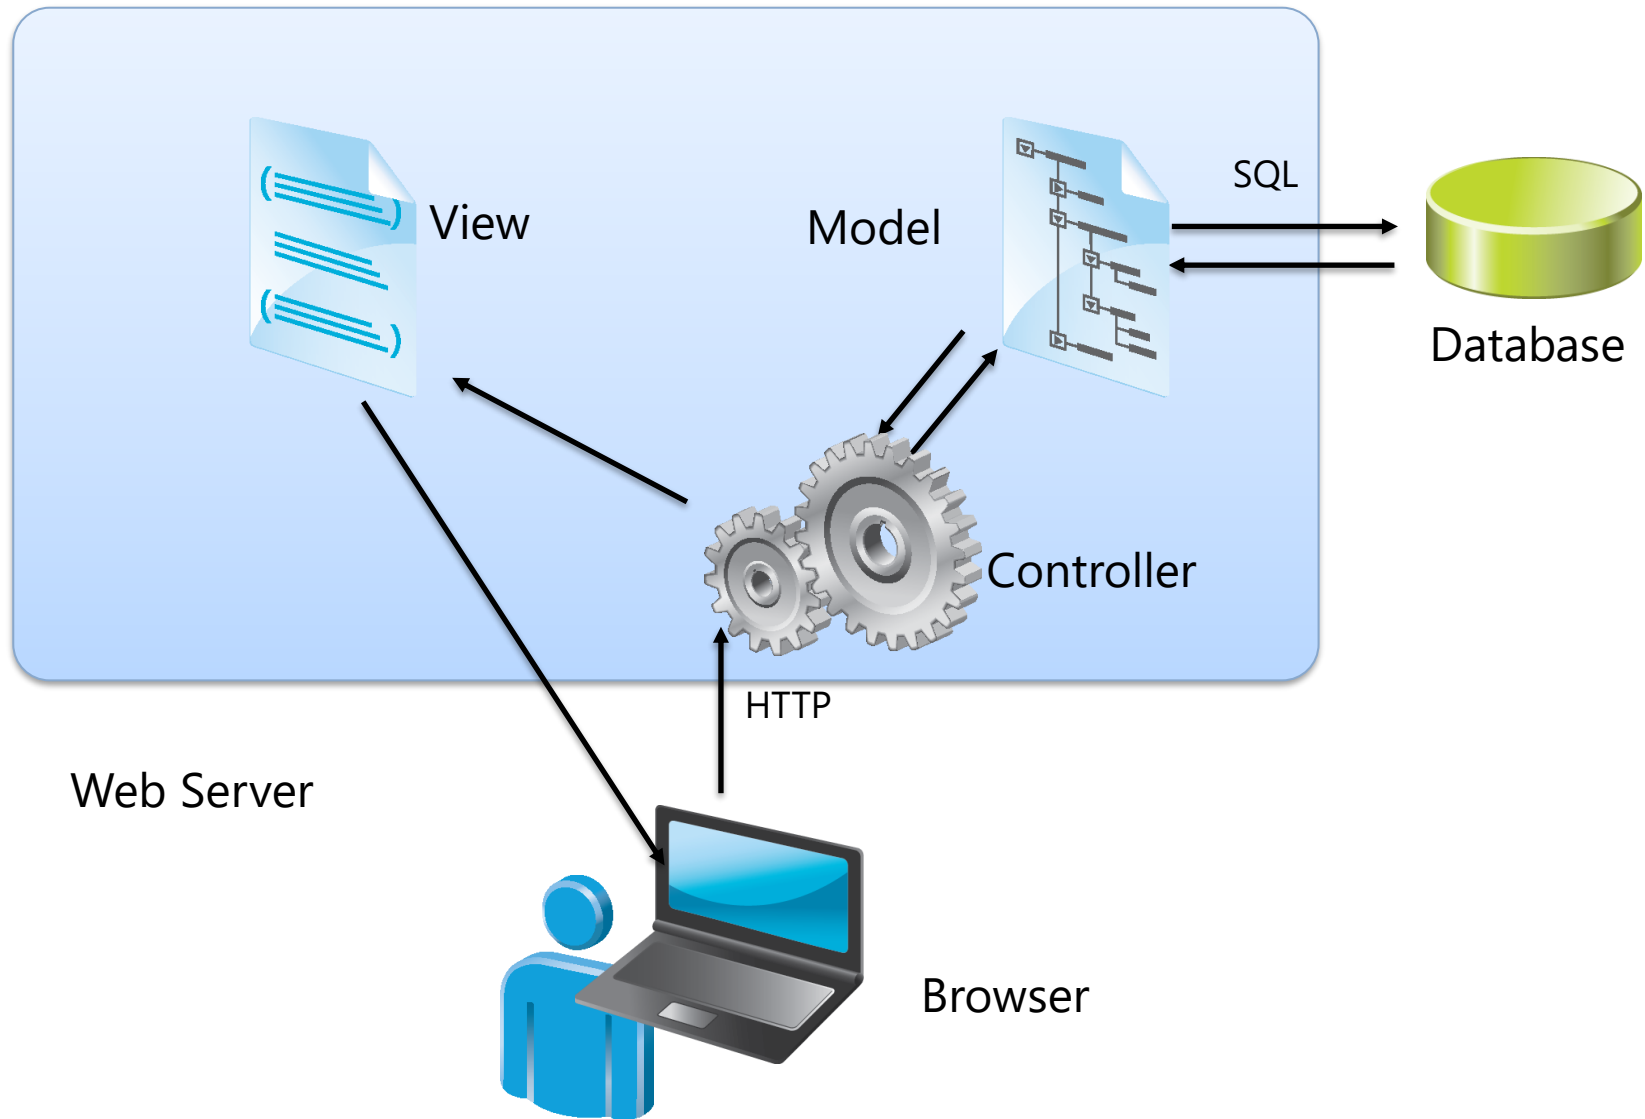 View
Model
SQL
Database
Controller
HTTP
Web Server
Browser